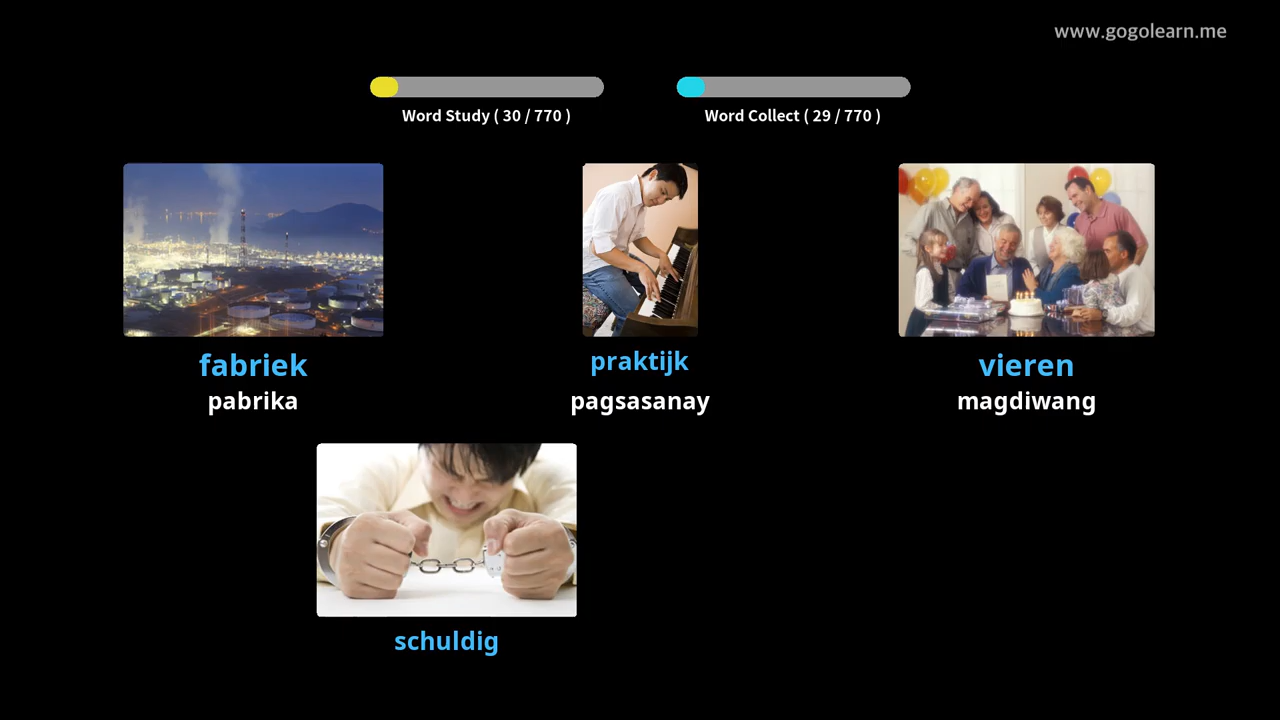 www.gogolearn.me
Word Study ( 30 / 770 )
Word Collect ( 29 / 770 )
fabriek
pabrika
praktijk
pagsasanay
vieren
magdiwang
schuldig